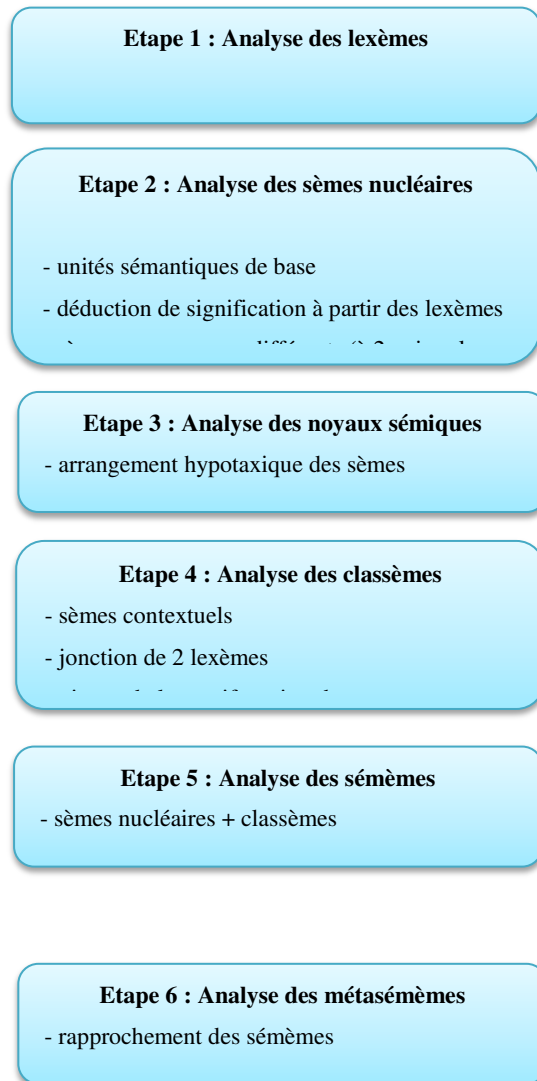 Etape 1 : Analyse des lexèmes
Etape 2 : Analyse des sèmes nucléaires
- unités sémantiques de base
- déduction de signification à partir des lexèmes
Etape 3 : Analyse des noyaux sémiques
- arrangement hypotaxique des sèmes
Etape 4 : Analyse des classèmes
- sèmes contextuels
- jonction de 2 lexèmes
Etape 5 : Analyse des sémèmes
- sèmes nucléaires + classèmes
Etape 6 : Analyse des métasémèmes
- rapprochement des sémèmes